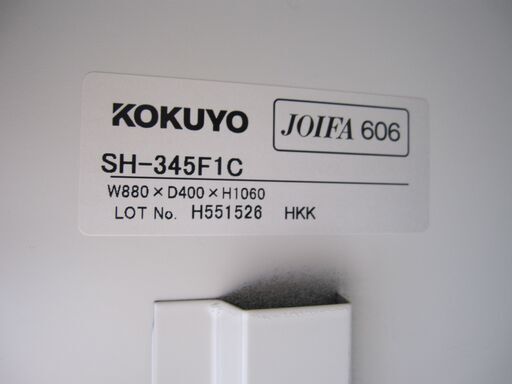 KOKUYO
JOIFA 606
SH-345F1C
W880×D400×H1060
LOT No. H551526 HKK